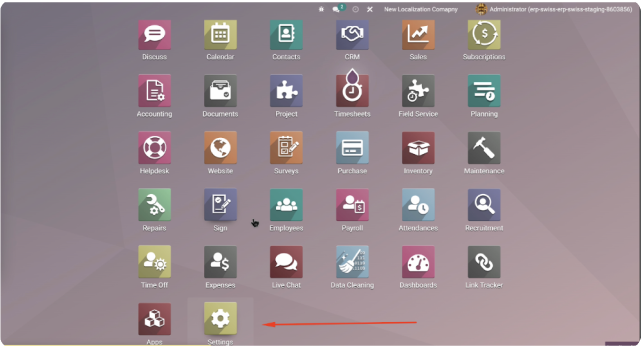 1
New Localization Comapny
Administrator (erp-swiss-erp-swiss-staging-8603856)
Discuss
Calendar
Contacts
CRM
Sales
Subscriptions
Accounting
Documents
Project
Timesheets
Field Service
Planning
Helpdesk
Website
Surveys
Purchase
Inventory
Maintenance
Repairs
Sign
Employees
Payroll
Attendances
Recruitment
Time Off
Expenses
Live Chat
Data Cleaning
Dashboards
Link Tracker
Apps
Settings